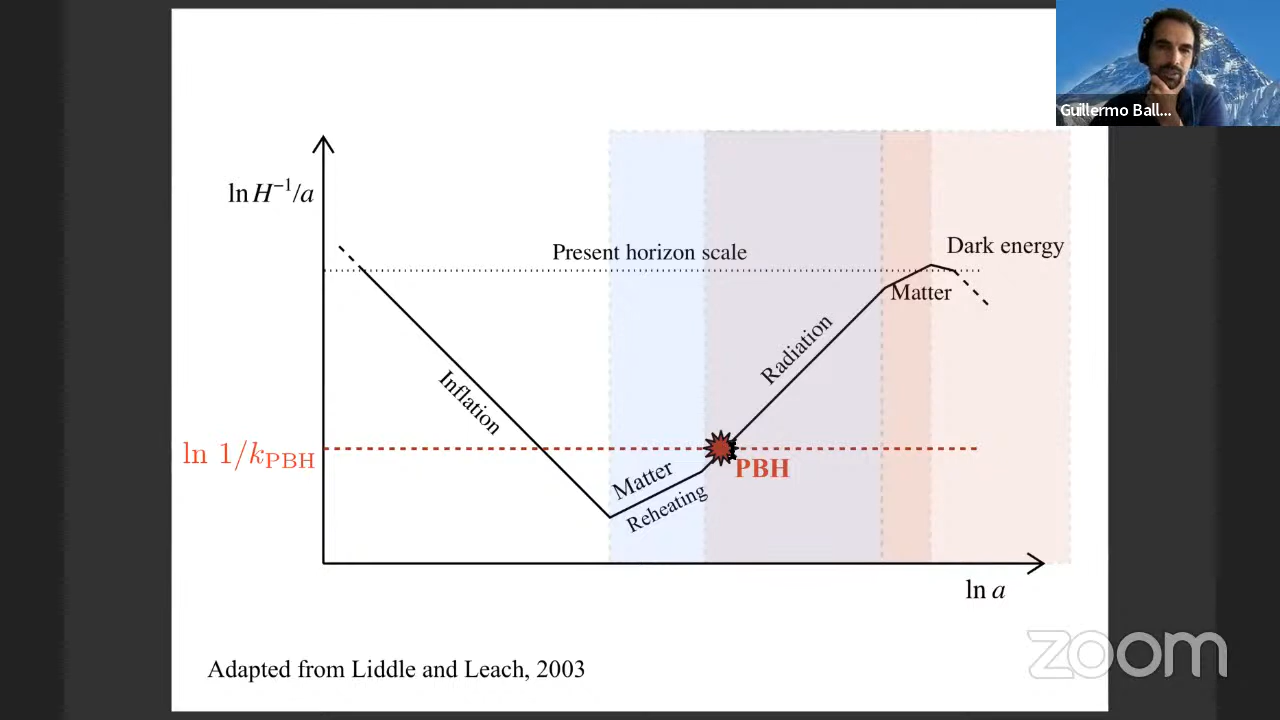 Guillermo Ball...
ln H⁻¹/a
Present horizon scale
Dark energy
Matter
Radiation
Inflation
ln 1/k_PBH
PBH
Matter
Reheating
ln a
Adapted from Liddle and Leach, 2003
zoom